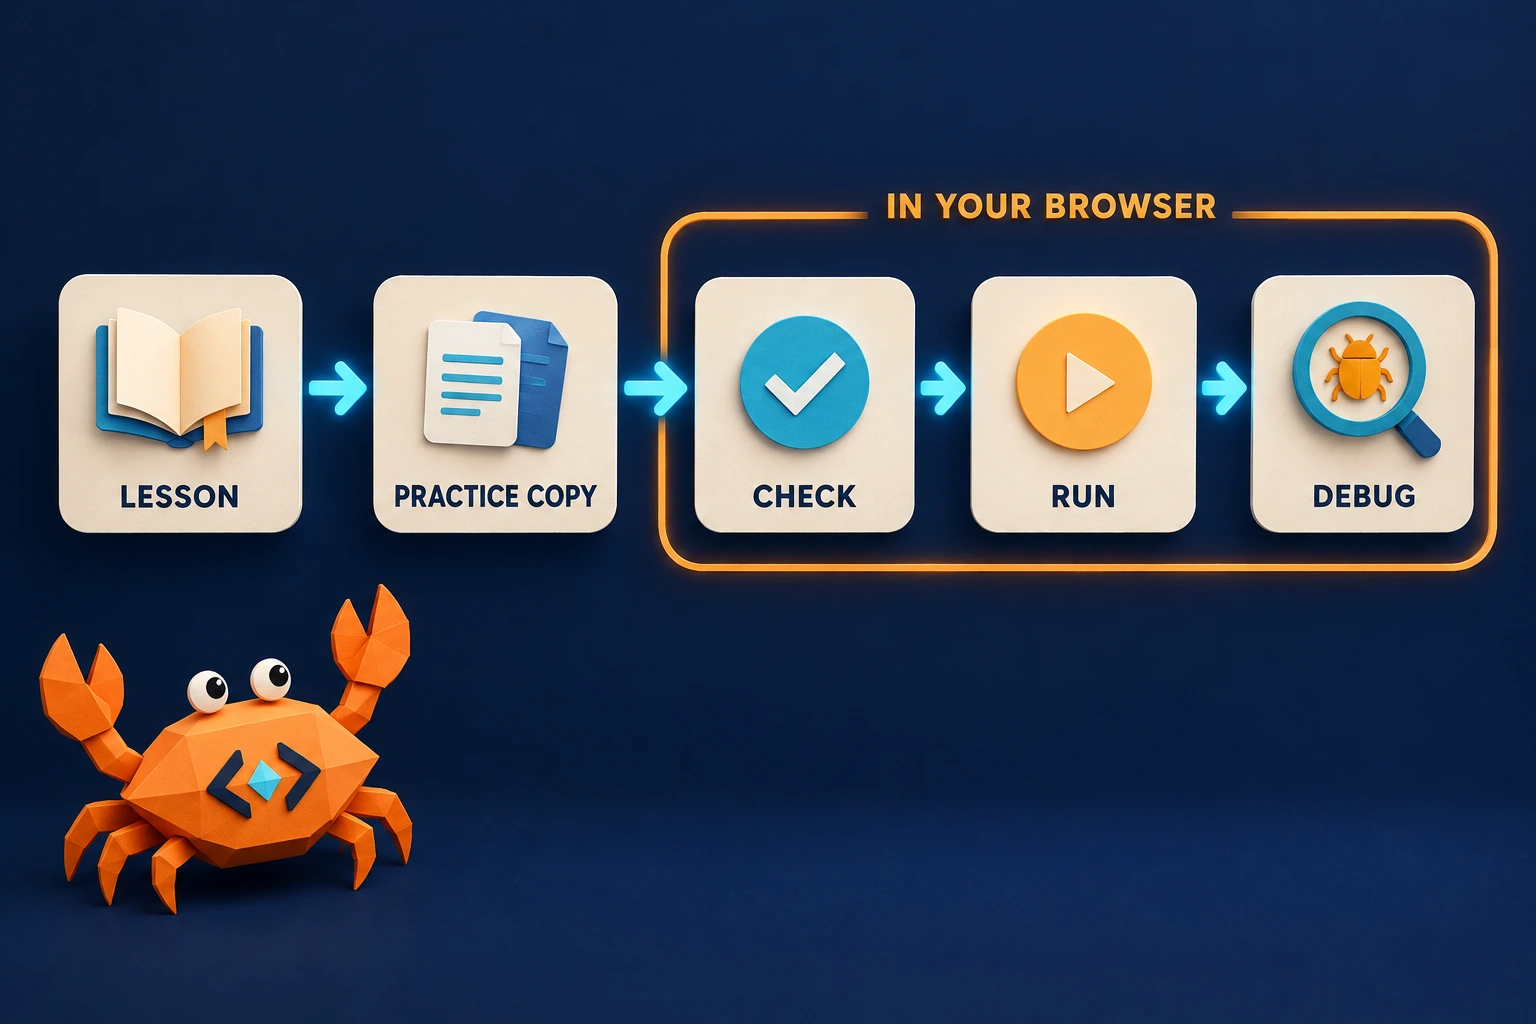 IN YOUR BROWSER
LESSON
PRACTICE COPY
CHECK
RUN
DEBUG